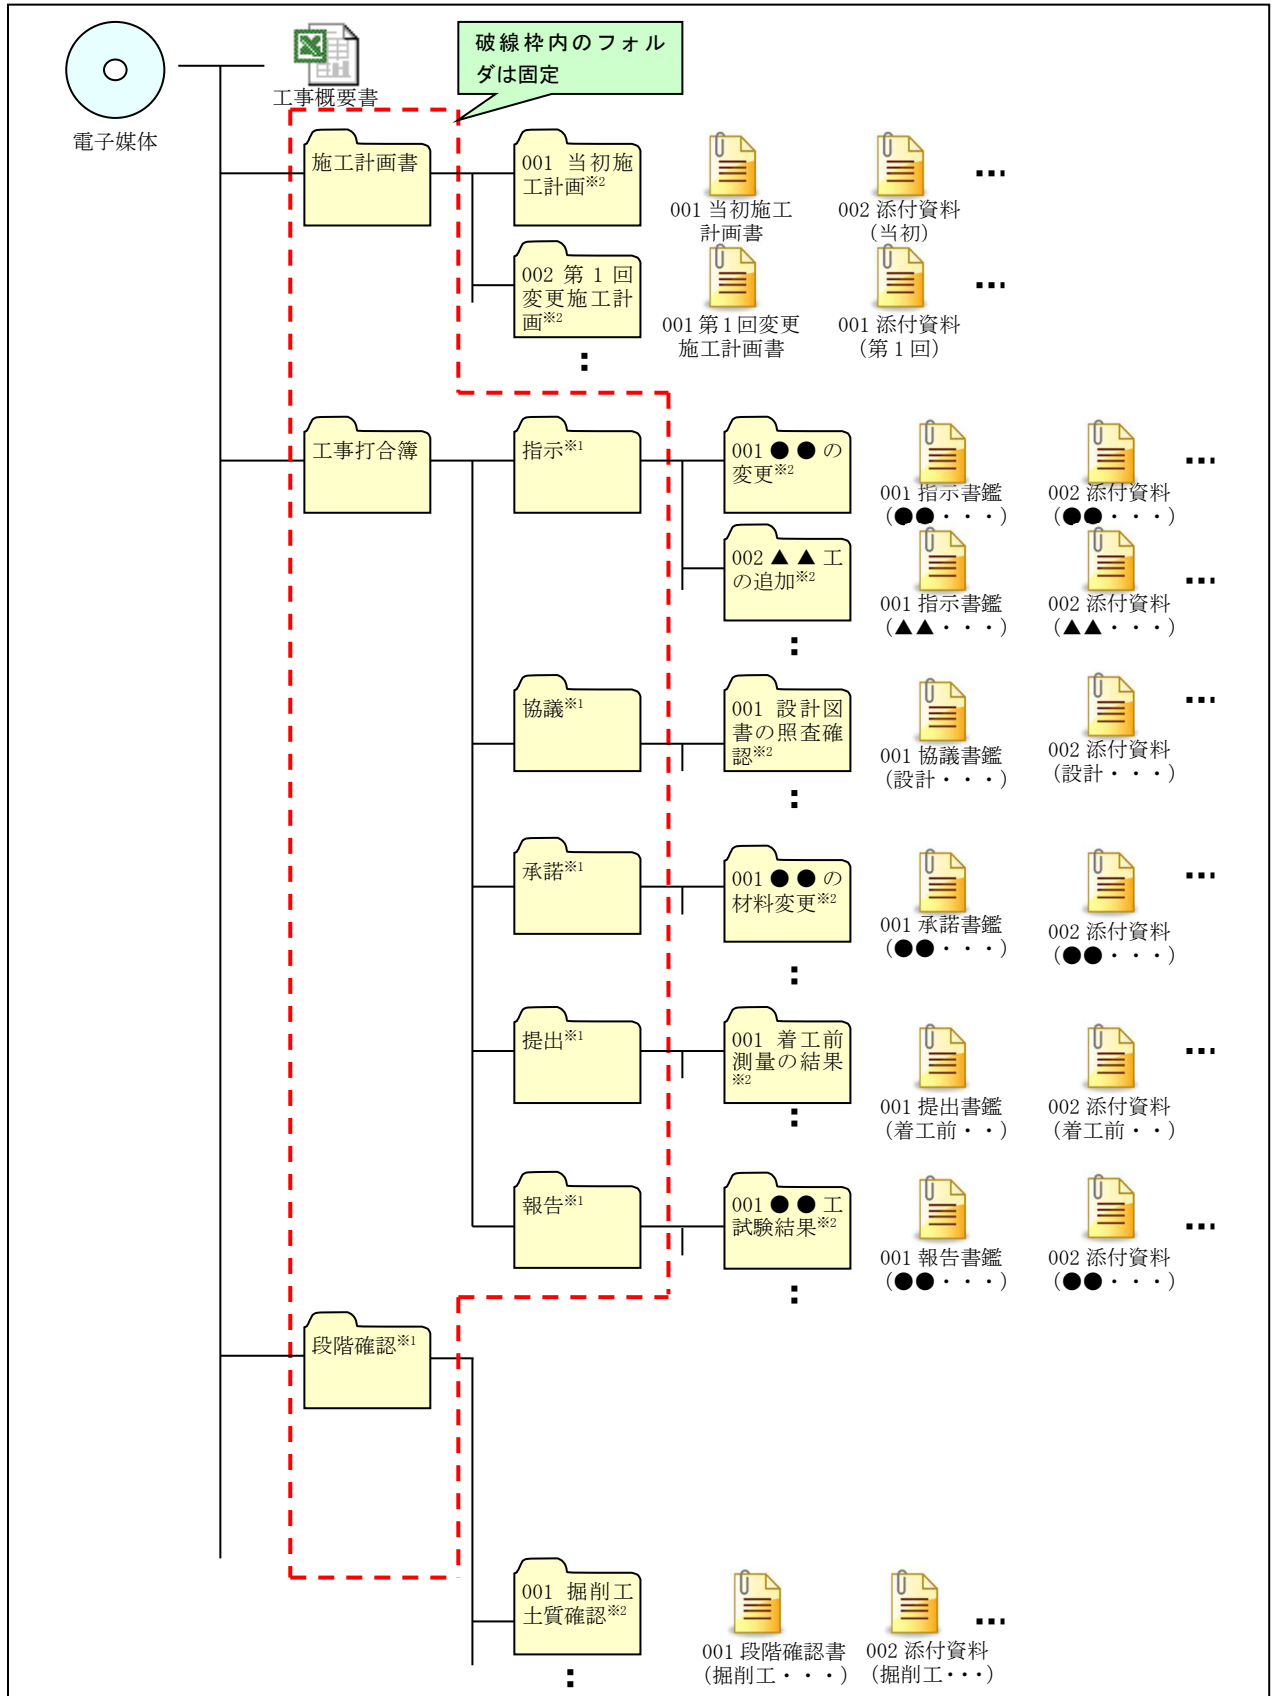 破線枠内のフォル
ダは固定
工事概要書
電子媒体
施工計画書
001 当初施
工計画※2
001 当初施工
計画書
002 添付資料
（当初）
…
002 第1回
変更施工計
画※2
001 第1回変更
施工計画書
001 添付資料
（第1回）
…
：
工事打合簿
指示※1
001 ●●の
変更※2
001 指示書鑑
（●●・・・）
002 添付資料
（●●・・・）
…
002 ▲▲工
の追加※2
001 指示書鑑
（▲▲・・・）
002 添付資料
（▲▲・・・）
…
：
協議※1
001 設計図
書の照査確
認※2
001 協議書鑑
（設計・・・）
002 添付資料
（設計・・・）
…
：
承諾※1
001 ●●の
材料変更※2
001 承諾書鑑
（●●・・・）
002 添付資料
（●●・・・）
…
：
提出※1
001 着工前
測量の結果
※2
001 提出書鑑
（着工前・・）
002 添付資料
（着工前・・）
…
：
報告※1
001 ●●工
試験結果※2
001 報告書鑑
（●●・・・）
002 添付資料
（●●・・・）
…
：
段階確認※1
001 掘削工
土質確認※2
001 段階確認書
（掘削工・・・）
002 添付資料
（掘削工・・・）
…
：